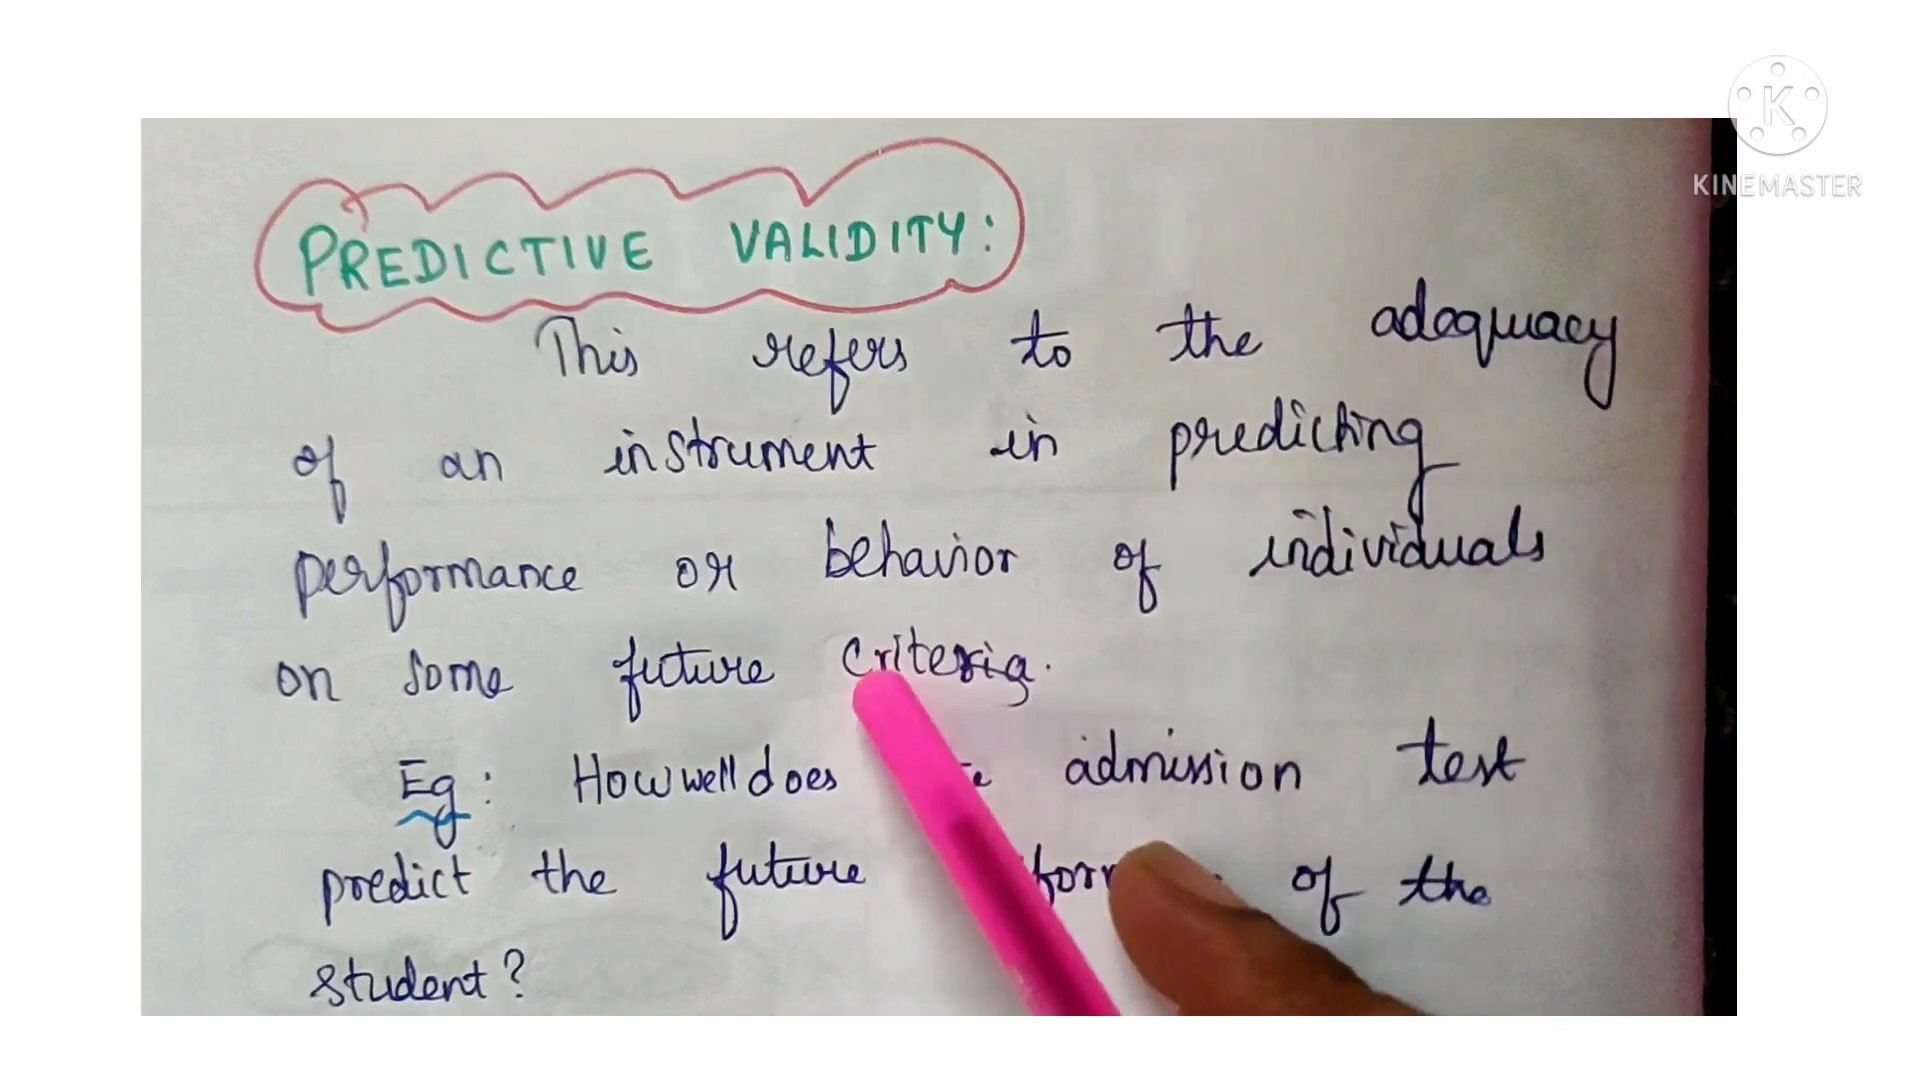 PREDICTIVE VALIDITY:
This refers to the adequacy
of an instrument in predicting
performance or behavior of individuals
on some future criteria.
Eg: How well does admission test
predict the future of the
student?
KINEMASTER